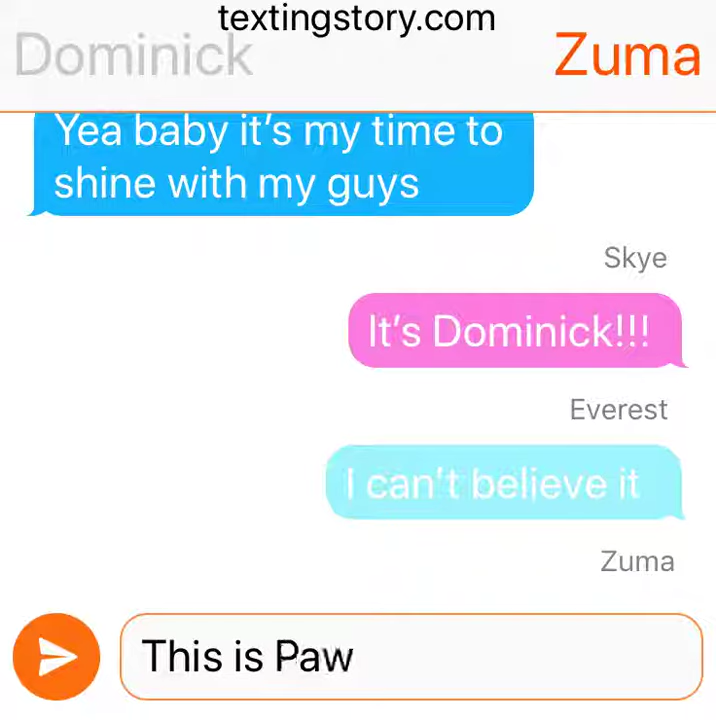 textingstory.com
Dominick
Zuma
Yea baby it’s my time to
shine with my guys
Skye
It’s Dominick!!!
Everest
I can’t believe it
Zuma
This is Paw